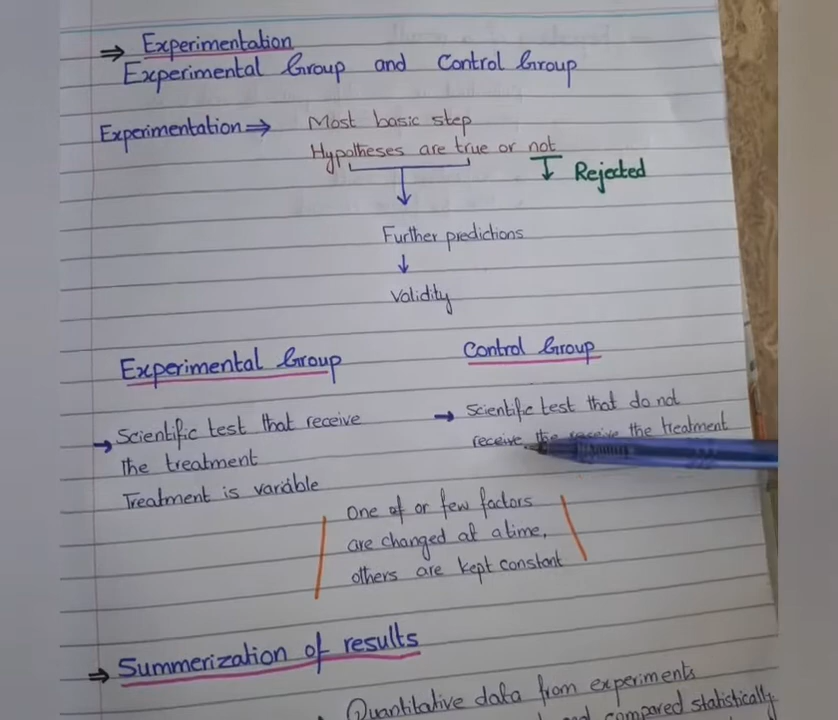 ⇒ Experimentation
Experimental Group and Control Group
Experimentation ⇒ Most basic step
Hypotheses are true or not
↓ Rejected
↓
Further predictions
↓
Validity
Experimental Group
Control Group
→ Scientific test that receive
the treatment
Treatment is variable
→ Scientific test that do not
receive the receive the treatment
One of or few factors
are changed at a time,
others are kept constant
⇒ Summerization of results
Quantitative data from experiments
compared statistically